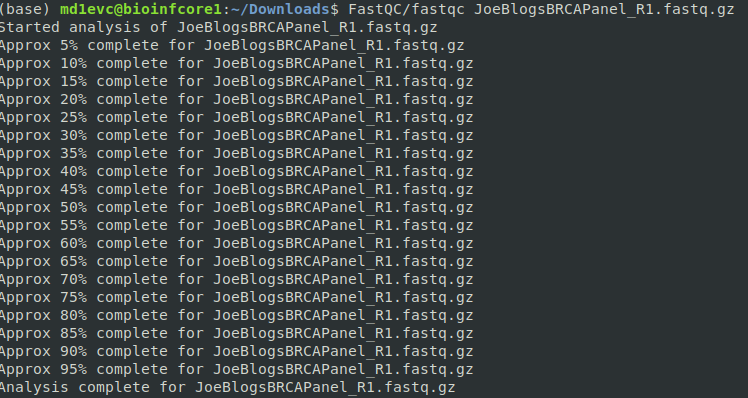 (base) md1evc@bioinfcore1:~/Downloads$ FastQC/fastqc JoeBlogsBRCAPanel_R1.fastq.gz
Started analysis of JoeBlogsBRCAPanel_R1.fastq.gz
Approx 5% complete for JoeBlogsBRCAPanel_R1.fastq.gz
Approx 10% complete for JoeBlogsBRCAPanel_R1.fastq.gz
Approx 15% complete for JoeBlogsBRCAPanel_R1.fastq.gz
Approx 20% complete for JoeBlogsBRCAPanel_R1.fastq.gz
Approx 25% complete for JoeBlogsBRCAPanel_R1.fastq.gz
Approx 30% complete for JoeBlogsBRCAPanel_R1.fastq.gz
Approx 35% complete for JoeBlogsBRCAPanel_R1.fastq.gz
Approx 40% complete for JoeBlogsBRCAPanel_R1.fastq.gz
Approx 45% complete for JoeBlogsBRCAPanel_R1.fastq.gz
Approx 50% complete for JoeBlogsBRCAPanel_R1.fastq.gz
Approx 55% complete for JoeBlogsBRCAPanel_R1.fastq.gz
Approx 60% complete for JoeBlogsBRCAPanel_R1.fastq.gz
Approx 65% complete for JoeBlogsBRCAPanel_R1.fastq.gz
Approx 70% complete for JoeBlogsBRCAPanel_R1.fastq.gz
Approx 75% complete for JoeBlogsBRCAPanel_R1.fastq.gz
Approx 80% complete for JoeBlogsBRCAPanel_R1.fastq.gz
Approx 85% complete for JoeBlogsBRCAPanel_R1.fastq.gz
Approx 90% complete for JoeBlogsBRCAPanel_R1.fastq.gz
Approx 95% complete for JoeBlogsBRCAPanel_R1.fastq.gz
Analysis complete for JoeBlogsBRCAPanel_R1.fastq.gz